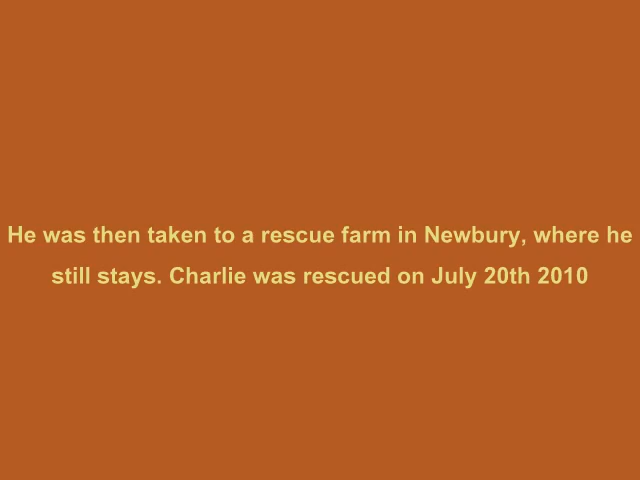 He was then taken to a rescue farm in Newbury, where he
still stays. Charlie was rescued on July 20th 2010